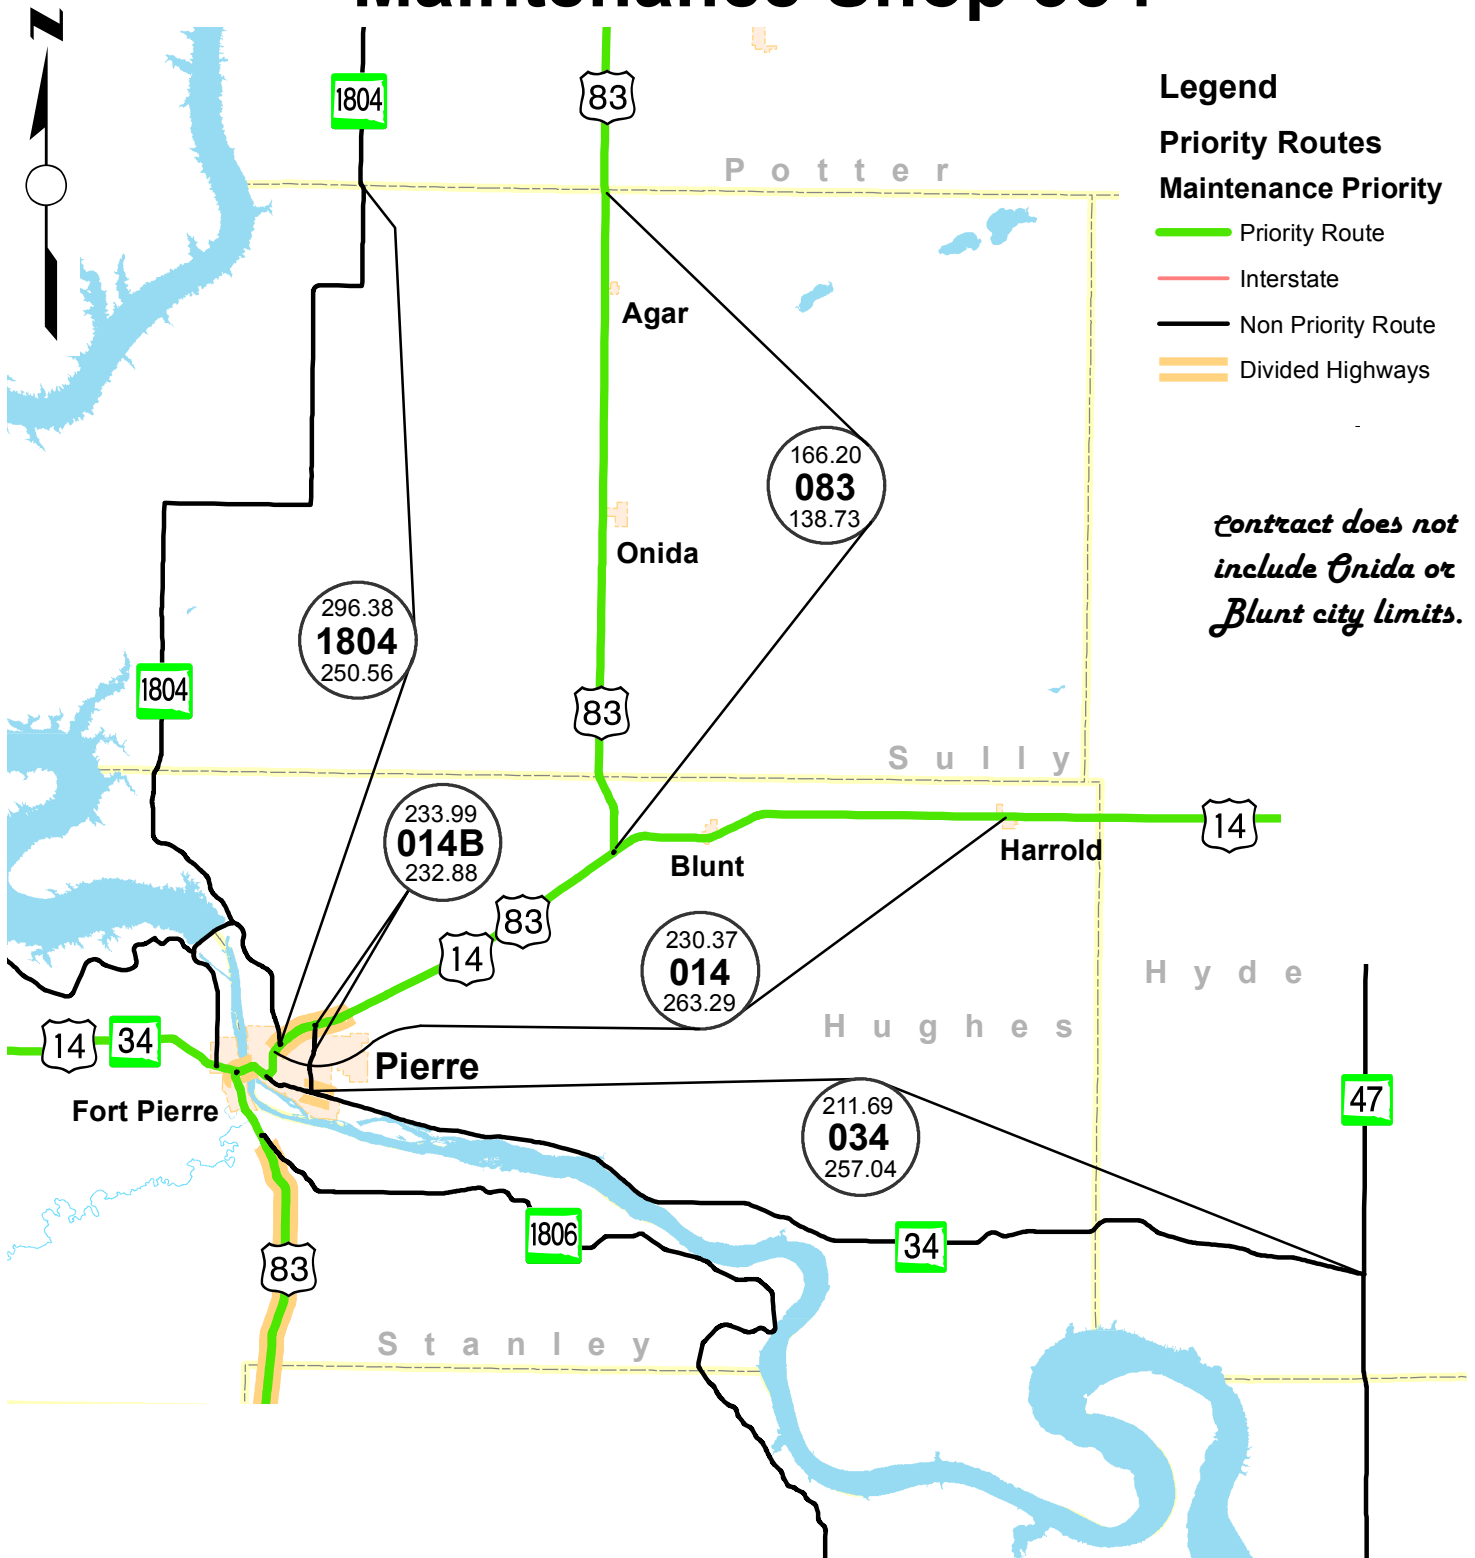 Maintenance Shop
N
1804
83
Potter
Legend
Priority Routes
Maintenance Priority
Priority Route
Interstate
Non Priority Route
Divided Highways
-
Agar
166.20
083
138.73
Contract does not
include Onida or
Blunt city limits.
Onida
296.38
1804
250.56
1804
83
Sully
233.99
014B
232.88
14
Harrold
Blunt
83
14
230.37
014
263.29
Hyde
Hughes
14
34
Pierre
Fort Pierre
47
211.69
034
257.04
1806
34
83
Stanley